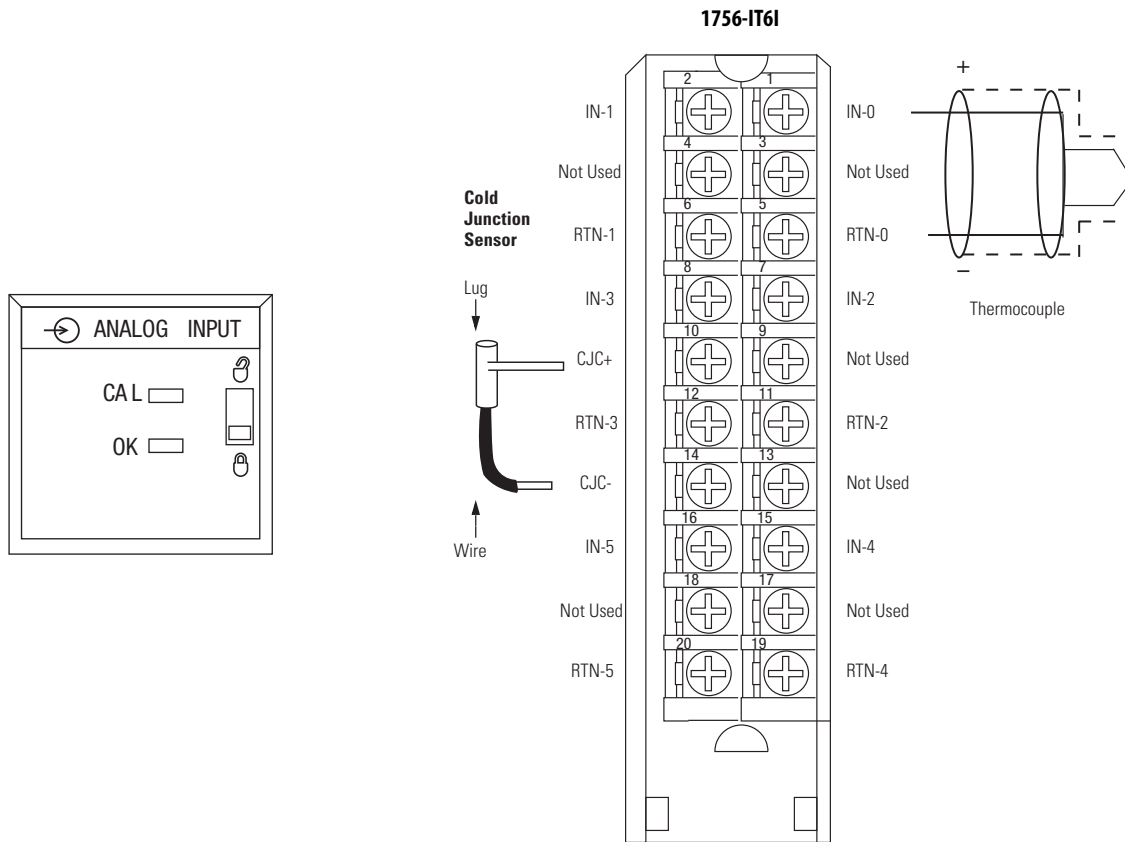 1756-IT6I
2 1
IN-1 IN-0
4 3
Not Used Not Used
6 5
RTN-1 RTN-0
8 7
IN-3 IN-2
10 9
CJC+ Not Used
12 11
RTN-3 RTN-2
14 13
CJC- Not Used
16 15
IN-5 IN-4
18 17
Not Used Not Used
20 19
RTN-5 RTN-4
+
−
Thermocouple
Cold
Junction
Sensor
Lug
Wire
ANALOG INPUT
CAL
OK